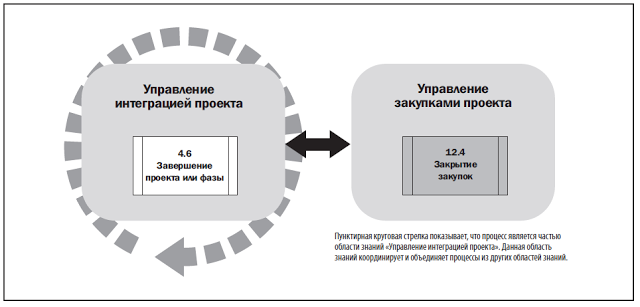 Управление
интеграцией проекта
4.6
Завершение
проекта или фазы
Управление
закупками проекта
12.4
Закрытие
закупок
Пунктирная круговая стрелка показывает, что процесс является частью
области знаний «Управление интеграцией проекта». Данная область
знаний координирует и объединяет процессы из других областей знаний.